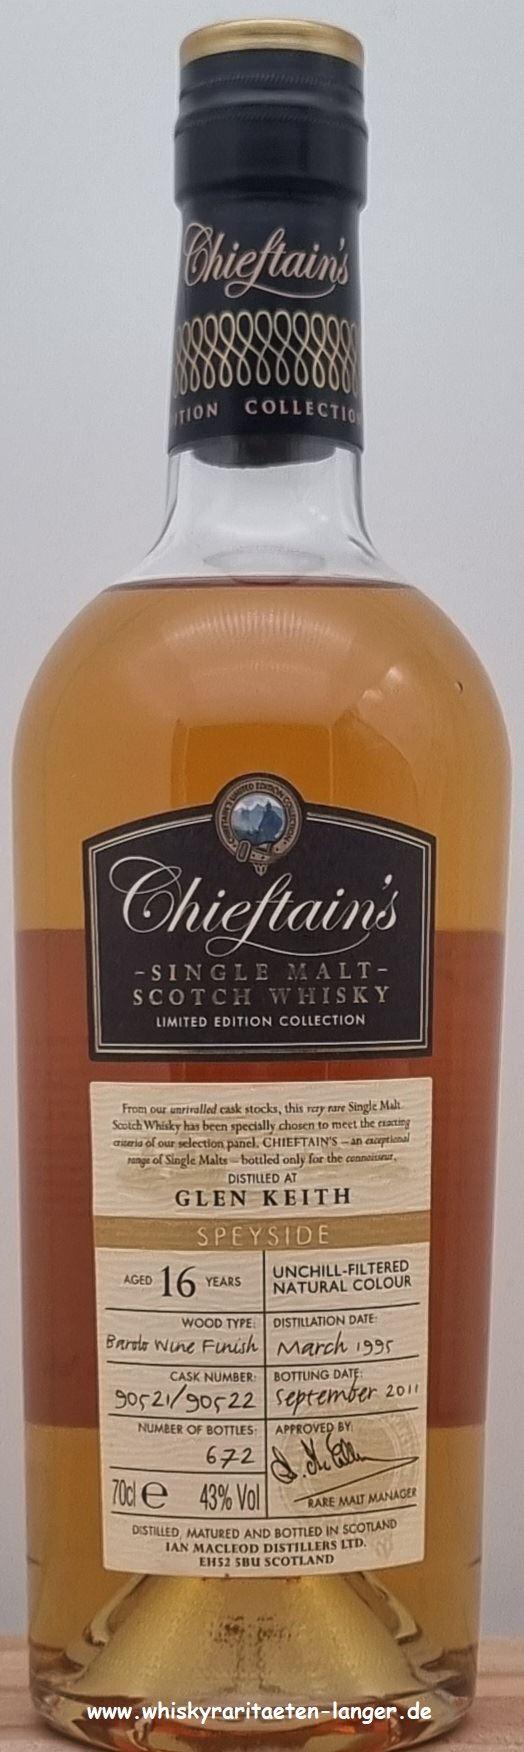 Chieftain's
COLLECTIO
CHIEFTAIN'S LIMITED EDITION COLLECTION
Chieftain's
-SINGLE MALT-
SCOTCH WHISKY
LIMITED EDITION COLLECTION
From our unrivalled cask stocks, this very rare Single Malt
Scotch Whisky has been specially chosen to meet the exacting
criteria of our selection panel. CHIEFTAIN'S – an exceptional
range of Single Malts – bottled only for the connoisseur.
DISTILLED AT
GLEN KEITH
SPEYSIDE
AGED 16 YEARS
UNCHILL-FILTERED
NATURAL COLOUR
WOOD TYPE:
Barolo Wine Finish
DISTILLATION DATE:
March 1995
CASK NUMBER:
90521/90522
BOTTLING DATE:
September 2011
NUMBER OF BOTTLES:
672
APPROVED BY:
70cl e 43% Vol
RARE MALT MANAGER
DISTILLED, MATURED AND BOTTLED IN SCOTLAND
IAN MACLEOD DISTILLERS LTD.
EH52 5BU SCOTLAND
www.whiskyraritaeten-langer.de